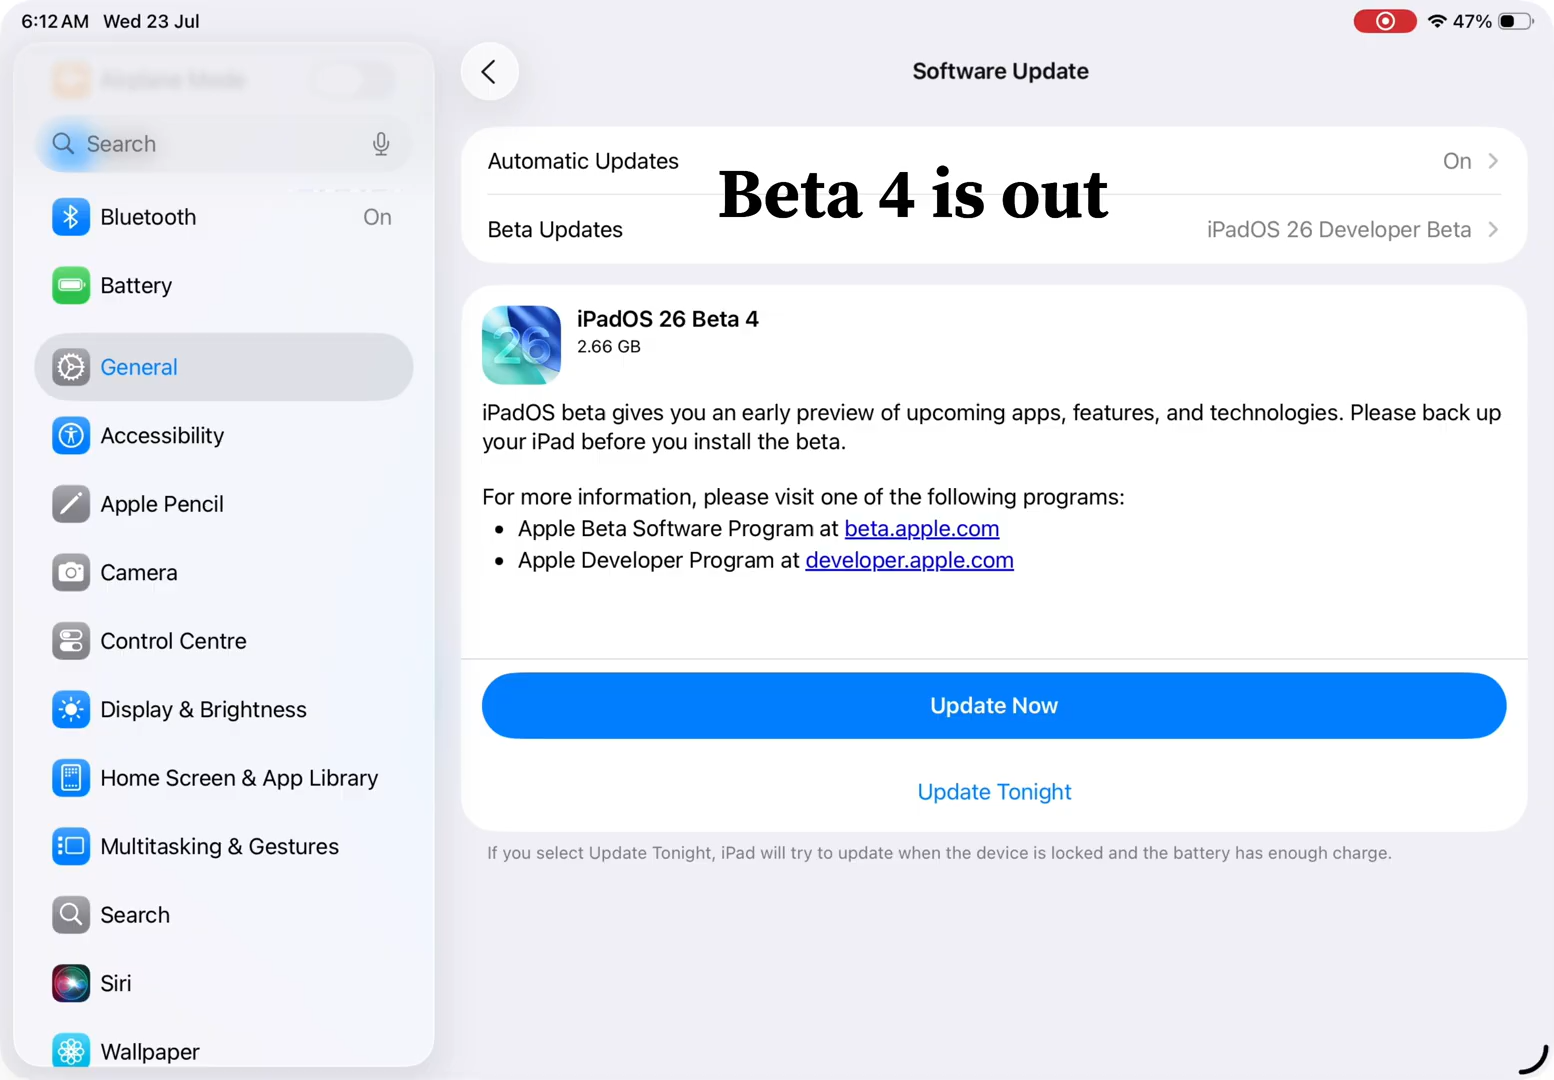 6:12 AM Wed 23 Jul
47%
Airplane Mode
Search
Bluetooth On
Battery
General
Accessibility
Apple Pencil
Camera
Control Centre
Display & Brightness
Home Screen & App Library
Multitasking & Gestures
Search
Siri
Wallpaper
Software Update
Automatic Updates On
Beta 4 is out
Beta Updates iPadOS 26 Developer Beta
26
iPadOS 26 Beta 4
2.66 GB
iPadOS beta gives you an early preview of upcoming apps, features, and technologies. Please back up
your iPad before you install the beta.
For more information, please visit one of the following programs:
• Apple Beta Software Program at beta.apple.com
• Apple Developer Program at developer.apple.com
Update Now
Update Tonight
If you select Update Tonight, iPad will try to update when the device is locked and the battery has enough charge.